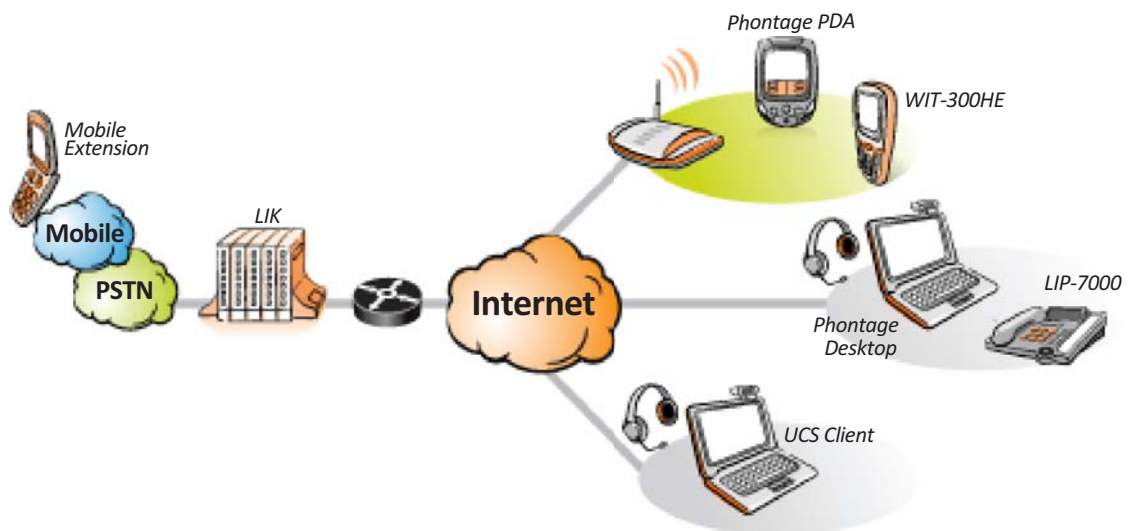 Phontage PDA
WIT-300HE
Mobile
Extension
LIK
Mobile
PSTN
Internet
LIP-7000
Phontage
Desktop
UCS Client